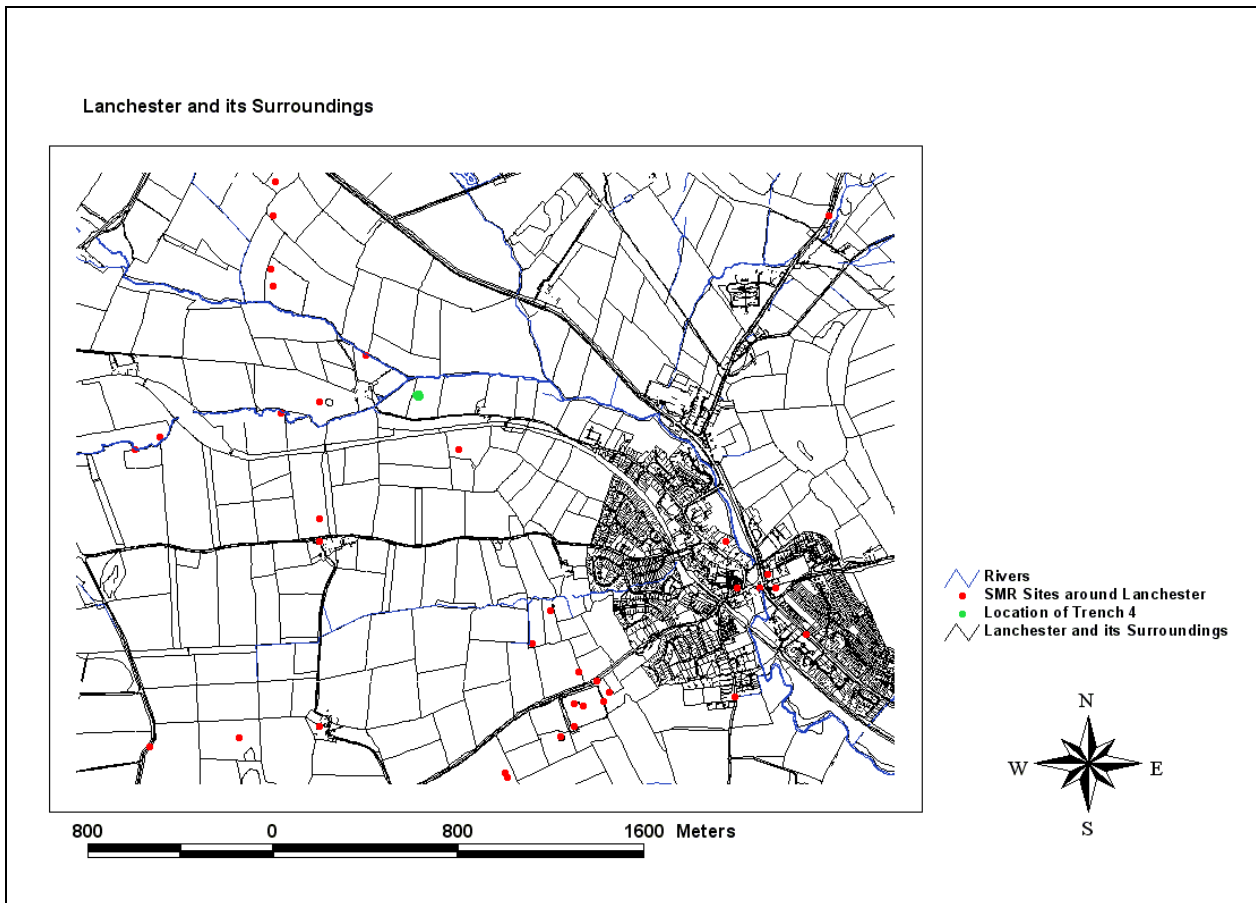 Lanchester and its Surroundings
Rivers
SMR Sites around Lanchester
Location of Trench 4
Lanchester and its Surroundings
N
W E
S
800 0 800 1600 Meters